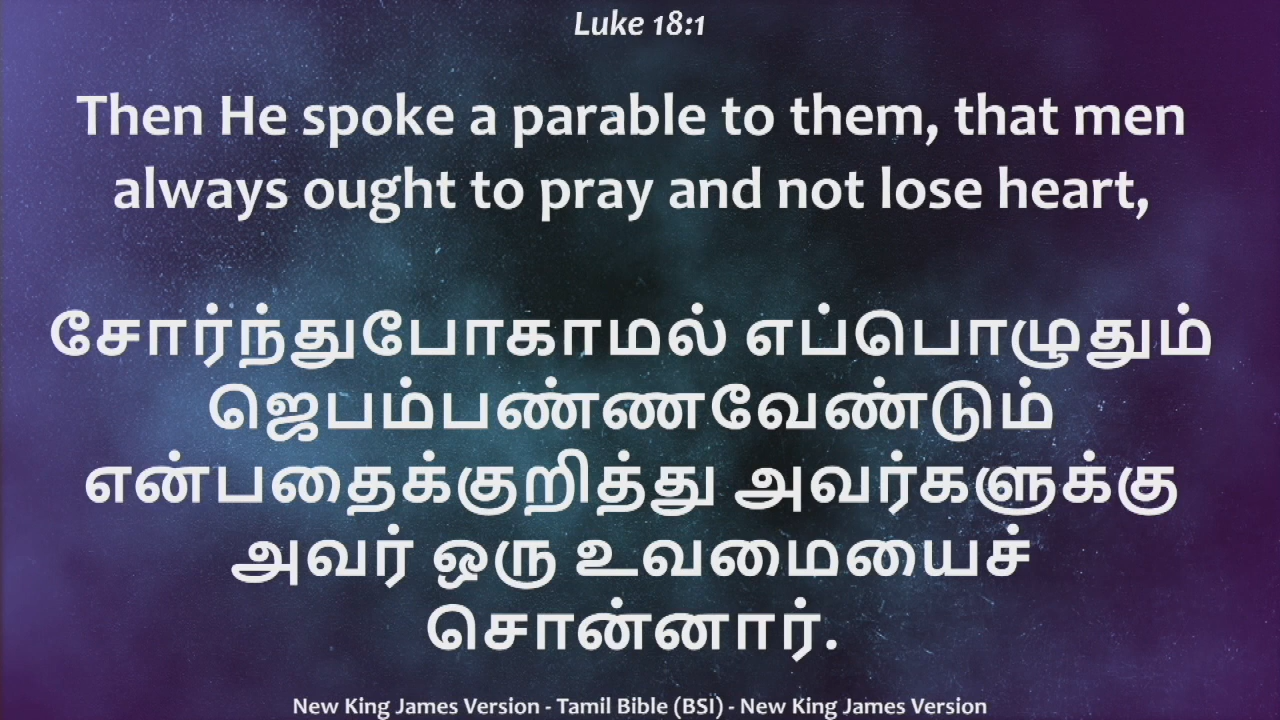 Luke 18:1
Then He spoke a parable to them, that men
always ought to pray and not lose heart,
சோர்ந்துபோகாமல் எப்பொழுதும்
ஜெபம்பண்ணவேண்டும்
என்பதைக்குறித்து அவர்களுக்கு
அவர் ஒரு உவமையைச்
சொன்னார்.
New King James Version - Tamil Bible (BSI) - New King James Version